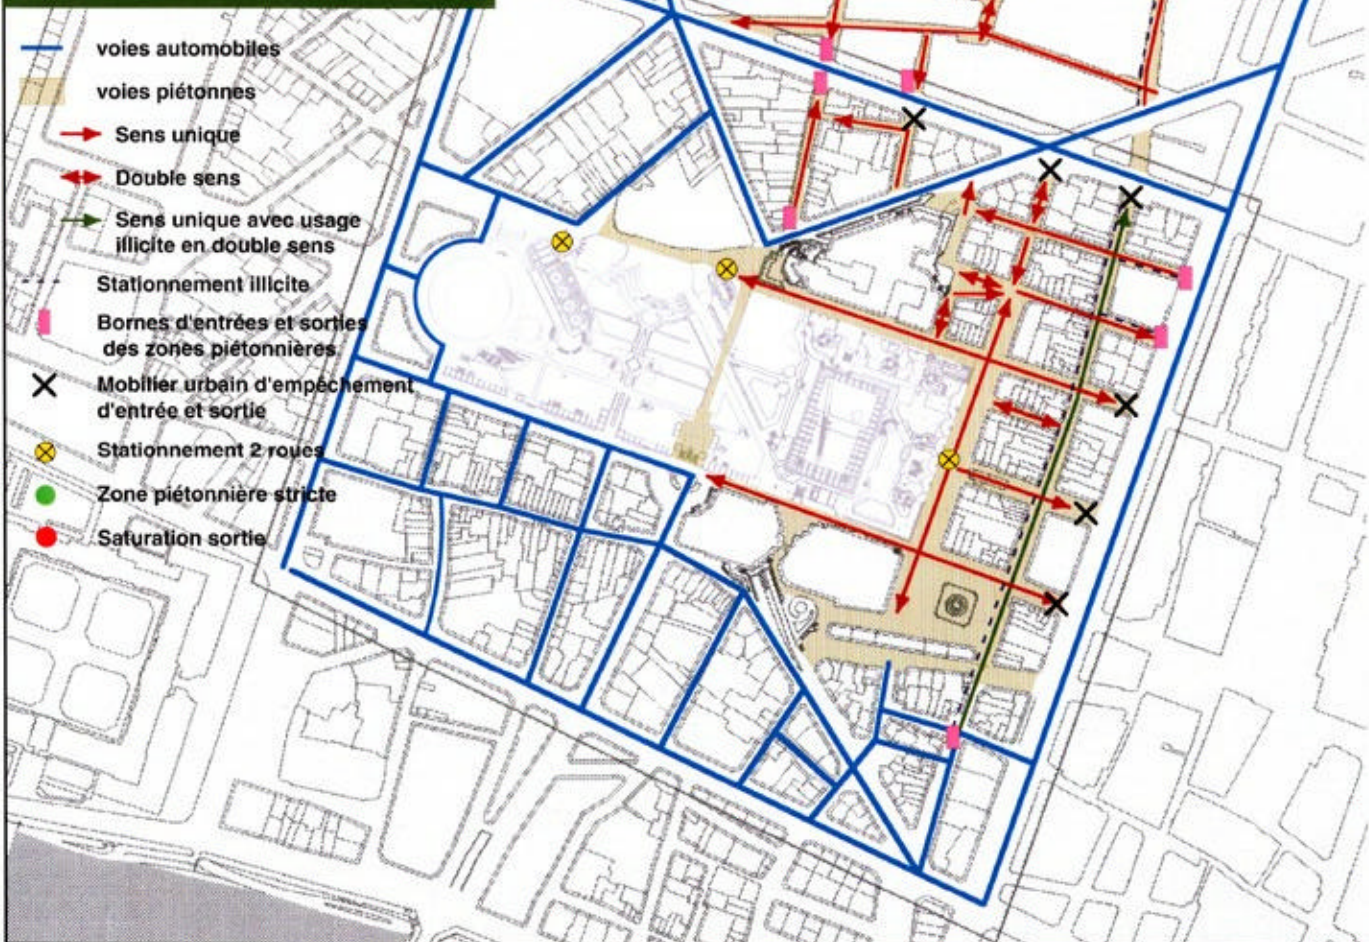 voies automobiles
voies piétonnes
Sens unique
Double sens
Sens unique avec usage
illicite en double sens
Stationnement illicite
Bornes d'entrées et sorties
des zones piétonnières
Mobilier urbain d'empêchement
d'entrée et sortie
Stationnement 2 roues
Zone piétonnière stricte
Saturation sortie